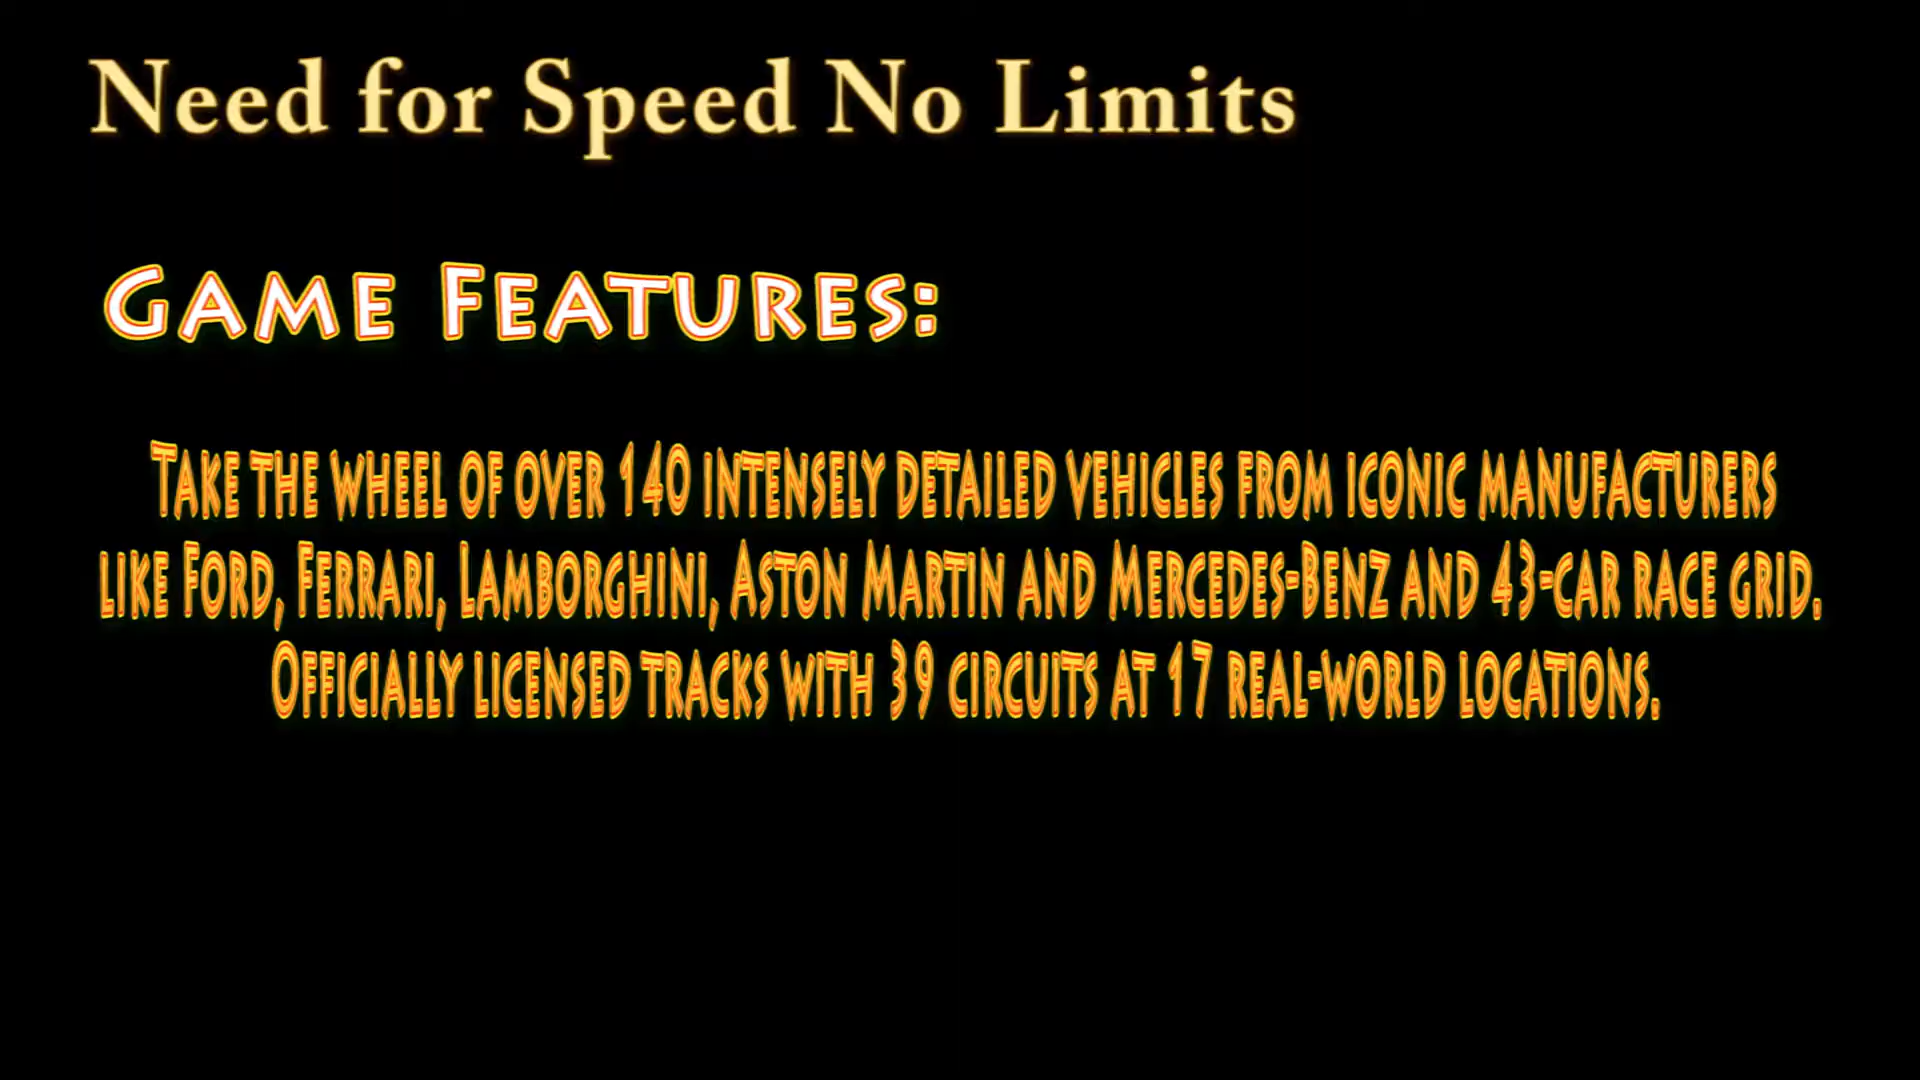 Need for Speed No Limits
Game Features:
Take the wheel of over 140 intensely detailed vehicles from iconic manufacturers
like Ford, Ferrari, Lamborghini, Aston Martin and Mercedes-Benz and 43-car race grid.
Officially licensed tracks with 39 circuits at 17 real-world locations.